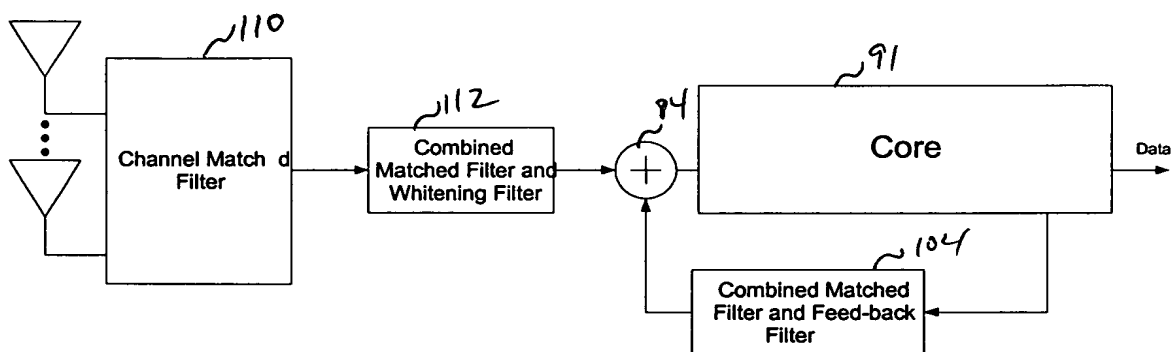 110
Channel Match d
Filter
112
Combined
Matched Filter and
Whitening Filter
84
+
91
Core
Data
104
Combined Matched
Filter and Feed-back
Filter